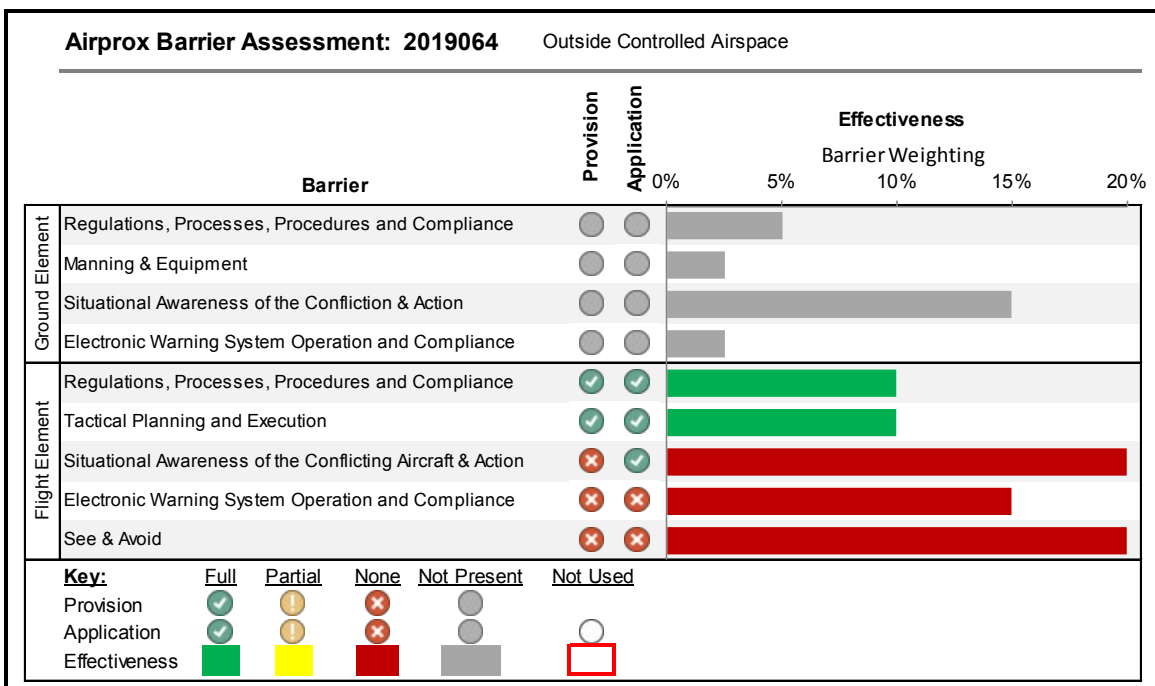 Airprox Barrier Assessment: 2019064 Outside Controlled Airspace
Barrier
Provision
Application
Effectiveness
Barrier Weighting
0% 5% 10% 15% 20%
Ground Element
Regulations, Processes, Procedures and Compliance
Manning & Equipment
Situational Awareness of the Confliction & Action
Electronic Warning System Operation and Compliance
Flight Element
Regulations, Processes, Procedures and Compliance
Tactical Planning and Execution
Situational Awareness of the Conflicting Aircraft & Action
Electronic Warning System Operation and Compliance
See & Avoid
Key: Full Partial None Not Present Not Used
Provision
Application
Effectiveness